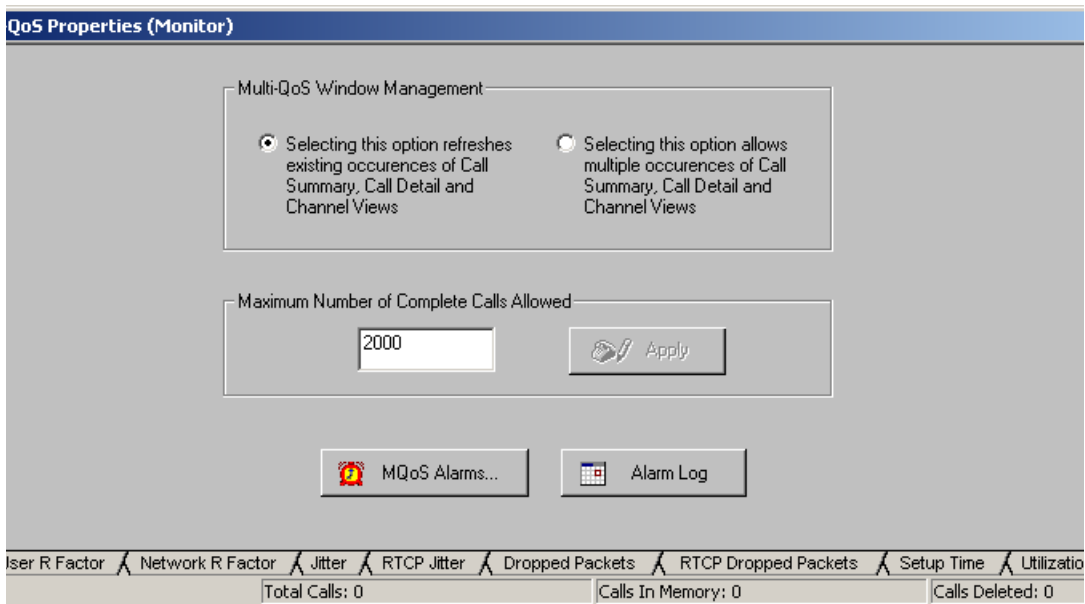 QoS Properties (Monitor)
Multi-QoS Window Management
Selecting this option refreshes
existing occurences of Call
Summary, Call Detail and
Channel Views
Selecting this option allows
multiple occurences of Call
Summary, Call Detail and
Channel Views
Maximum Number of Complete Calls Allowed
2000
Apply
MQoS Alarms...
Alarm Log
User R Factor Network R Factor Jitter RTCP Jitter Dropped Packets RTCP Dropped Packets Setup Time Utilizatio
Total Calls: 0 Calls In Memory: 0 Calls Deleted: 0